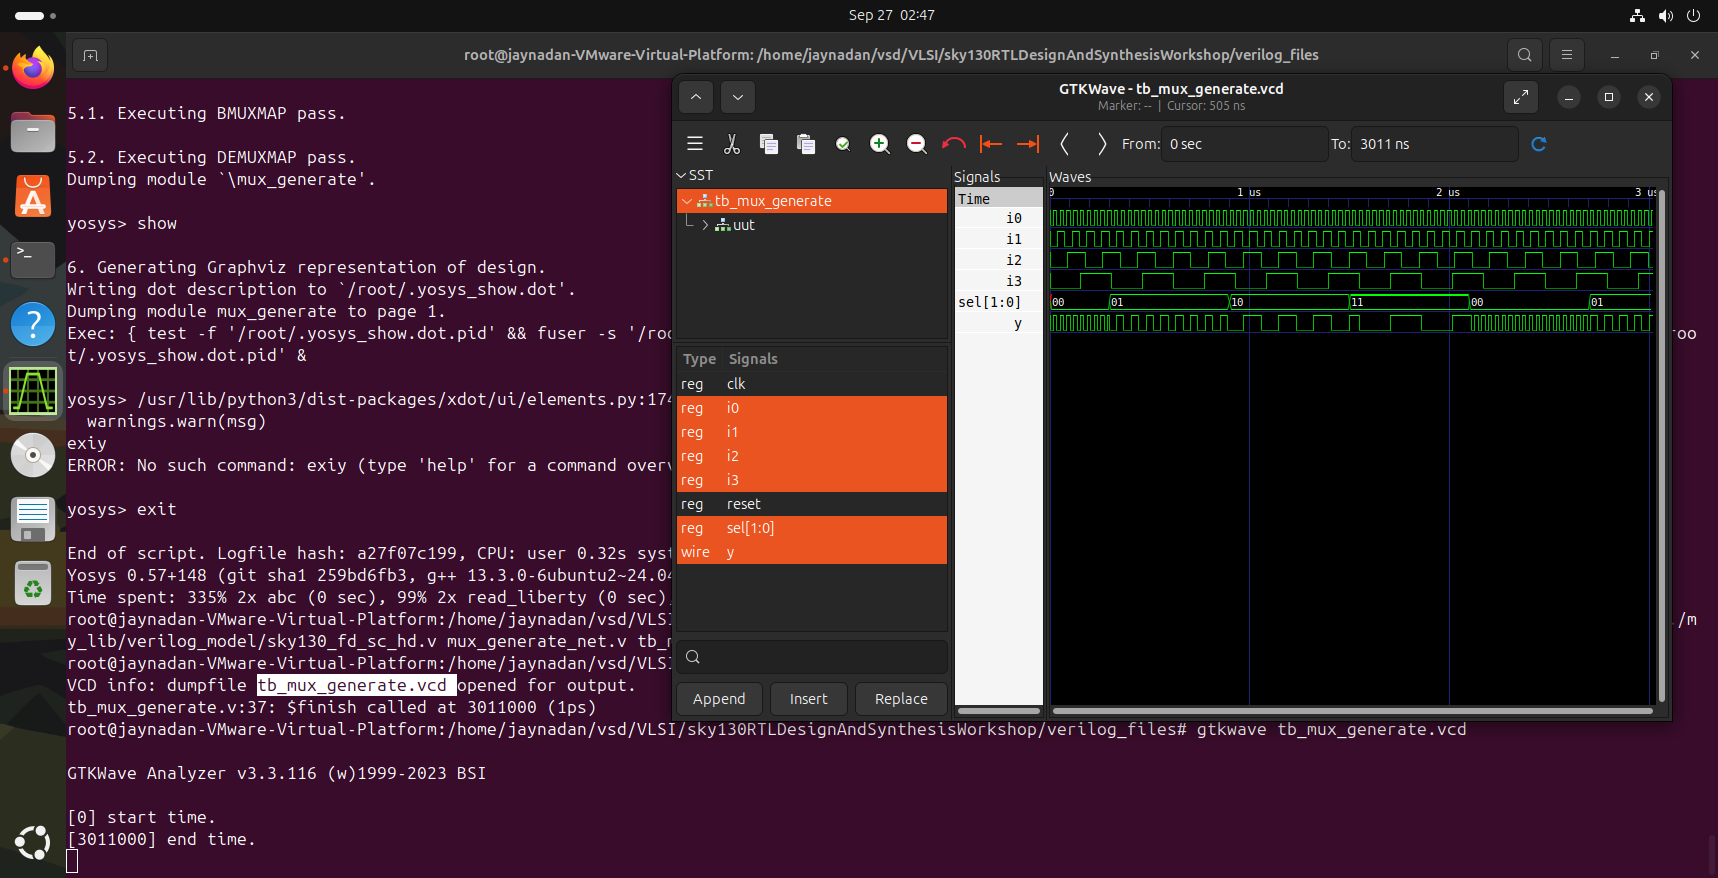 Sep 27 02:47
root@jaynadan-VMware-Virtual-Platform: /home/jaynadan/vsd/VLSI/sky130RTLDesignAndSynthesisWorkshop/verilog_files
5.1. Executing BMUXMAP pass.
5.2. Executing DEMUXMAP pass.
Dumping module `\mux_generate'.
yosys> show
6. Generating Graphviz representation of design.
Writing dot description to `/root/.yosys_show.dot'.
Dumping module mux_generate to page 1.
Exec: { test -f '/root/.yosys_show.dot.pid' && fuser -s '/roo
t/.yosys_show.dot.pid' &
yosys> /usr/lib/python3/dist-packages/xdot/ui/elements.py:174
warnings.warn(msg)
exiy
ERROR: No such command: exiy (type 'help' for a command overv
yosys> exit
End of script. Logfile hash: a27f07c199, CPU: user 0.32s syst
Yosys 0.57+148 (git sha1 259bd6fb3, g++ 13.3.0-6ubuntu2~24.04
Time spent: 335% 2x abc (0 sec), 99% 2x read_liberty (0 sec),
root@jaynadan-VMware-Virtual-Platform:/home/jaynadan/vsd/VLSI
/m
y_lib/verilog_model/sky130_fd_sc_hd.v mux_generate_net.v tb_m
root@jaynadan-VMware-Virtual-Platform:/home/jaynadan/vsd/VLSI
VCD info: dumpfile tb_mux_generate.vcd opened for output.
tb_mux_generate.v:37: $finish called at 3011000 (1ps)
root@jaynadan-VMware-Virtual-Platform:/home/jaynadan/vsd/VLSI/sky130RTLDesignAndSynthesisWorkshop/verilog_files# gtkwave tb_mux_generate.vcd
GTKWave Analyzer v3.3.116 (w)1999-2023 BSI
[0] start time.
[3011000] end time.
GTKWave - tb_mux_generate.vcd
Marker: -- | Cursor: 505 ns
From: 0 sec To: 3011 ns
SST
tb_mux_generate
uut
Type Signals
reg clk
reg i0
reg i1
reg i2
reg i3
reg reset
reg sel[1:0]
wire y
Append Insert Replace
Signals
Time
i0
i1
i2
i3
sel[1:0]
y
Waves
0 1 us 2 us 3 us
00 01 10 11 00 01
oo